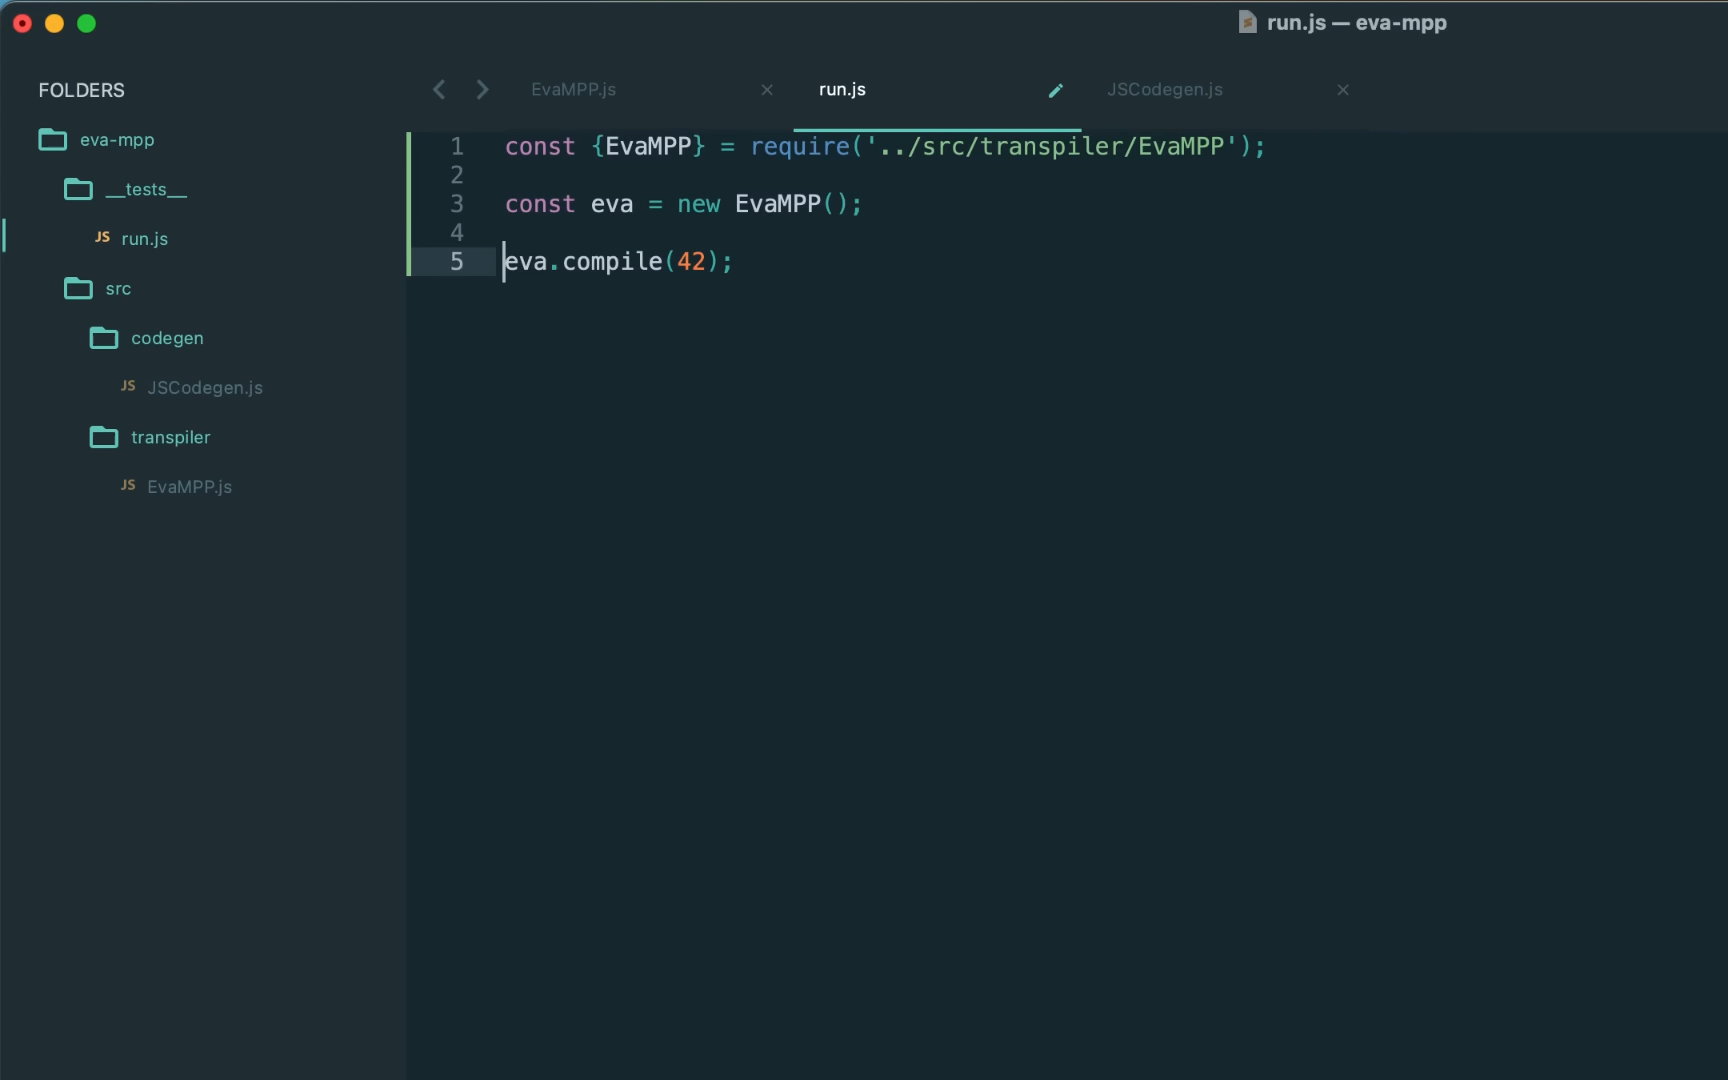 run.js — eva-mpp
FOLDERS
eva-mpp
__tests__
JS run.js
src
codegen
JS JSCodegen.js
transpiler
JS EvaMPP.js
EvaMPP.js
run.js
JSCodegen.js
1 const {EvaMPP} = require('../src/transpiler/EvaMPP');
2
3 const eva = new EvaMPP();
4
5 eva.compile(42);